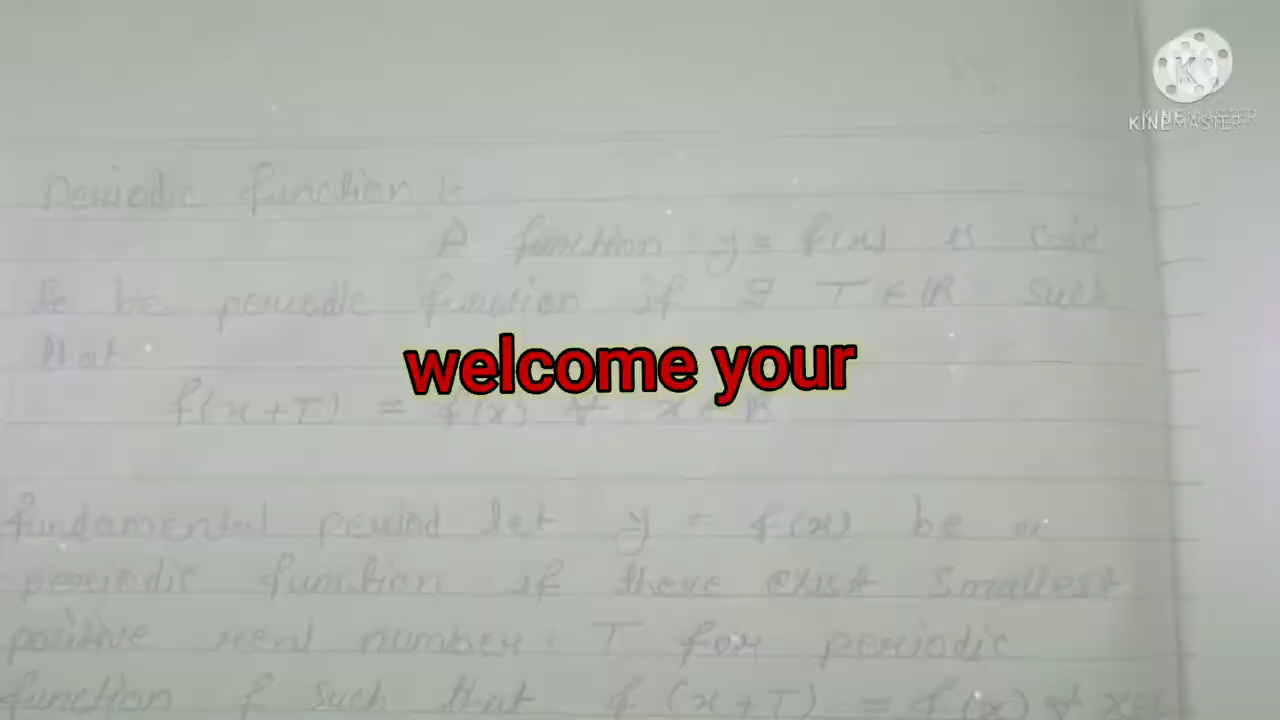 KINEMASTER
Periodic function :-
A function y = f(x) is said
to be periodic function if ∃ T ∈ R such
that
welcome your
f(x+T) = f(x) ∀ x ∈ R
fundamental period let y = f(x) be a
periodic function if there exist smallest
positive real number T for periodic
function f such that f (x+T) = f(x) ∀ x ∈